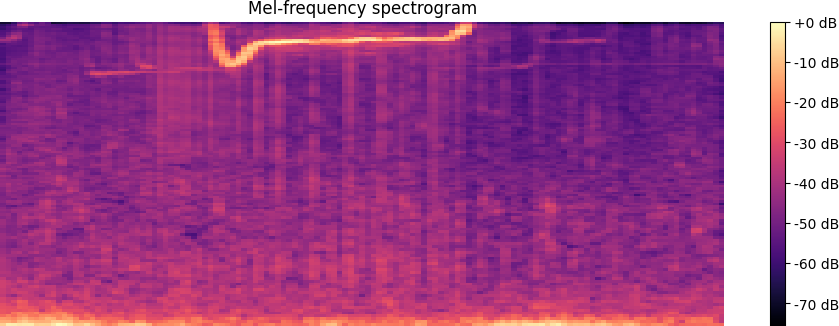 Mel-frequency spectrogram
+0 dB
-10 dB
-20 dB
-30 dB
-40 dB
-50 dB
-60 dB
-70 dB